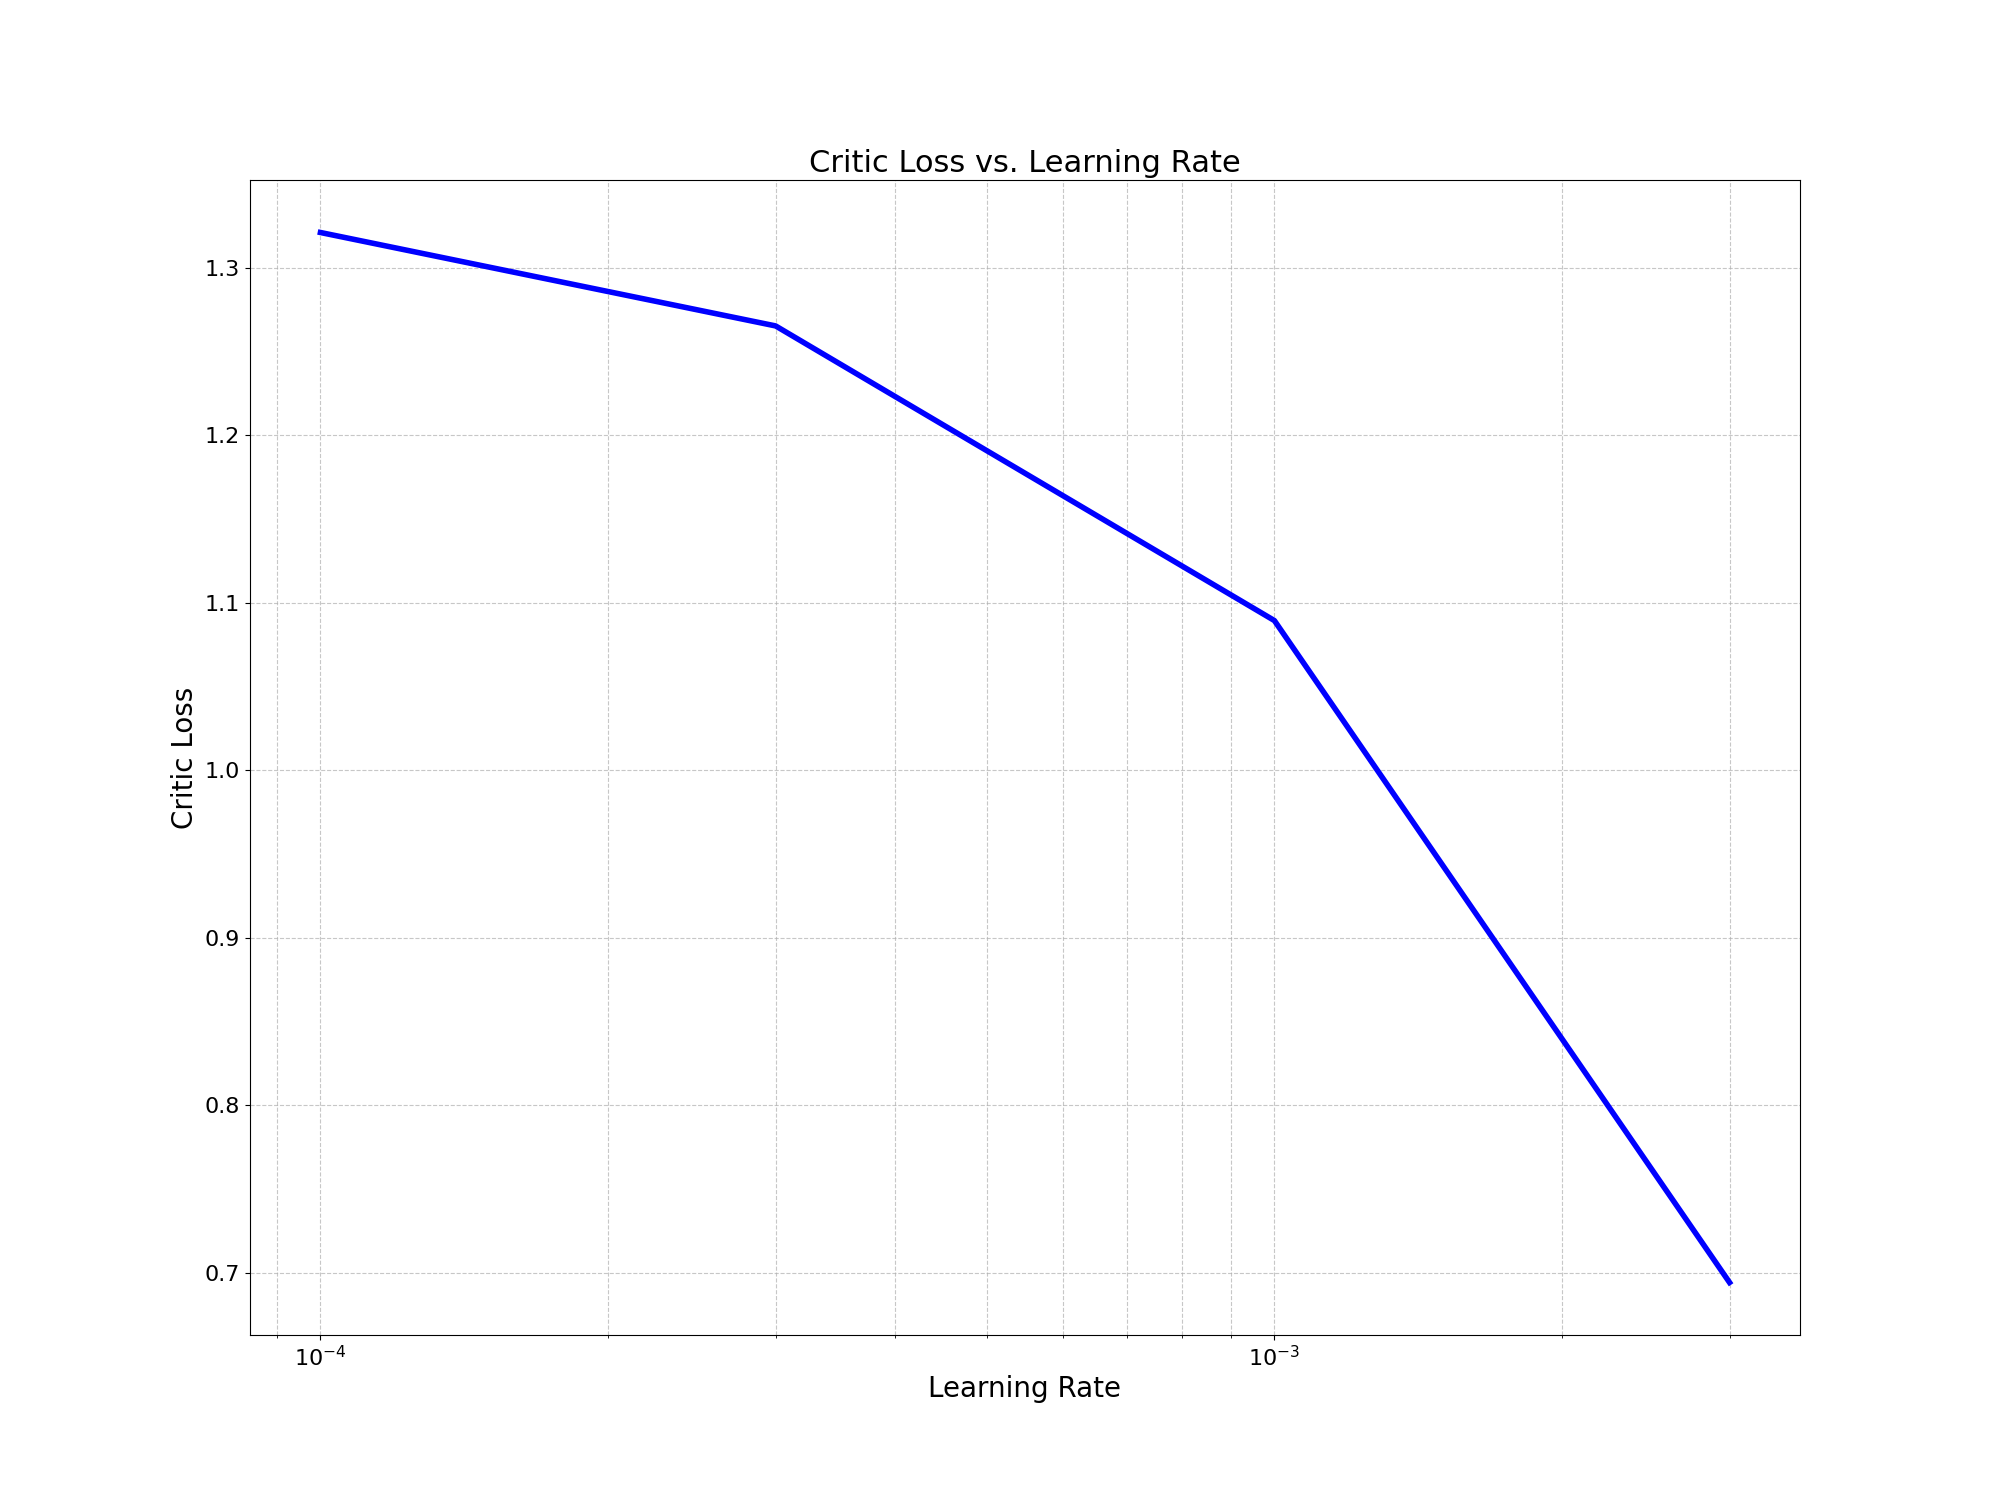 Critic Loss vs. Learning Rate
Critic Loss
1.3
1.2
1.1
1.0
0.9
0.8
0.7
10⁻⁴ 10⁻³
Learning Rate